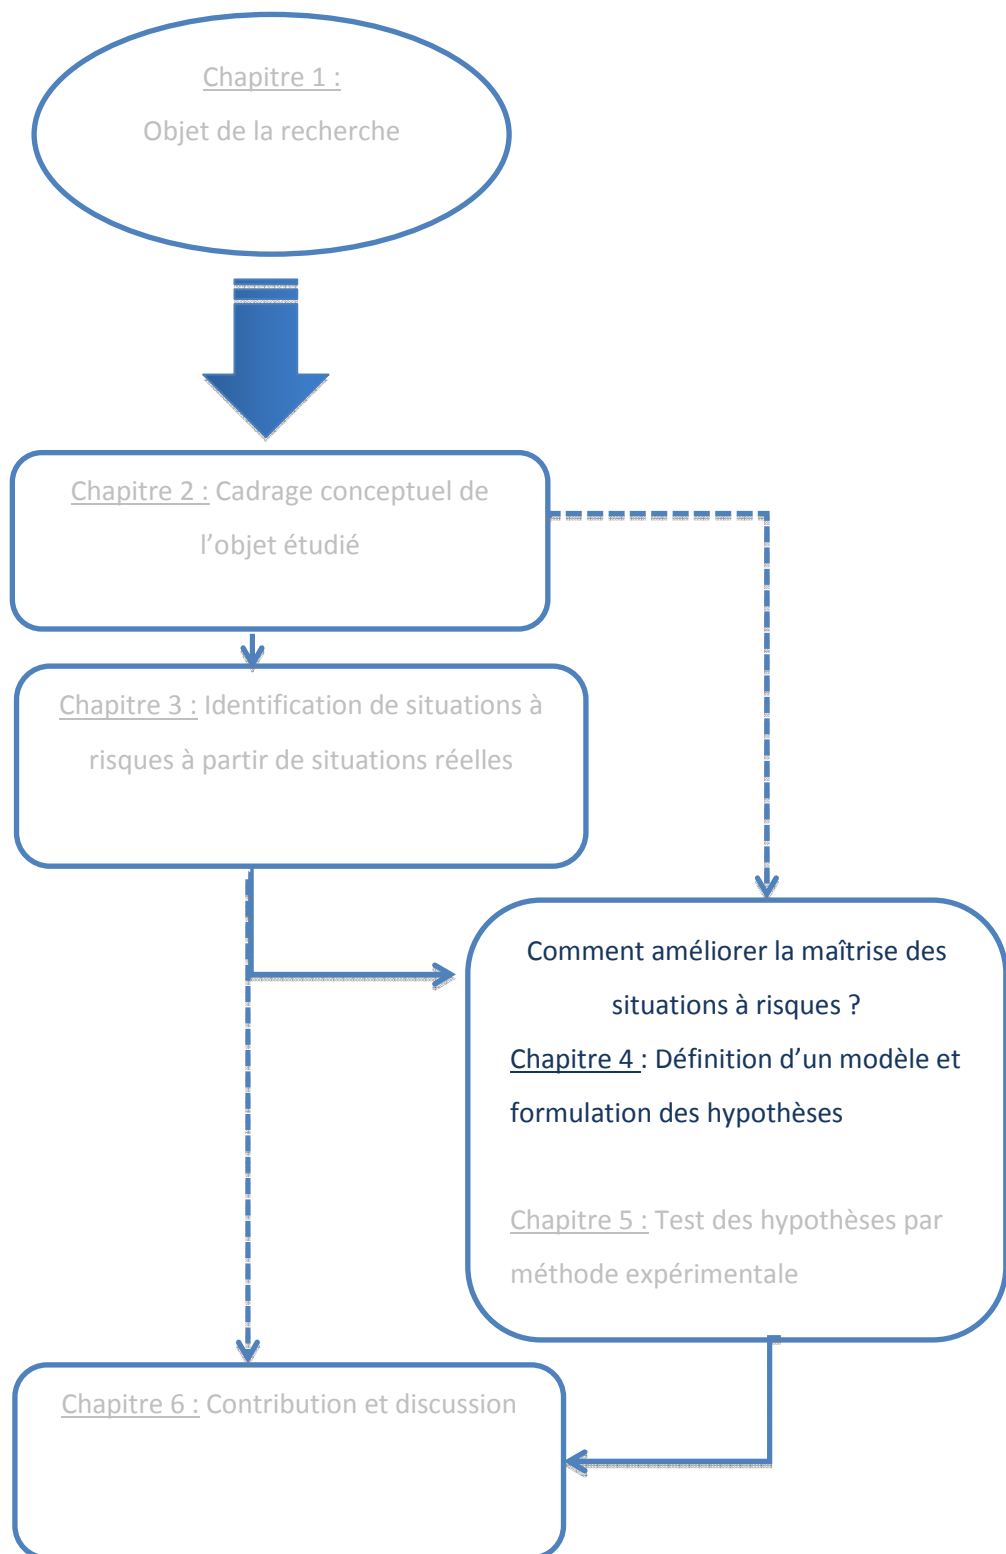 Chapitre 1 :
Objet de la recherche
Chapitre 2 : Cadrage conceptuel de
l’objet étudié
Chapitre 3 : Identification de situations à
risques à partir de situations réelles
Comment améliorer la maîtrise des
situations à risques ?
Chapitre 4 : Définition d’un modèle et
formulation des hypothèses
Chapitre 5 : Test des hypothèses par
méthode expérimentale
Chapitre 6 : Contribution et discussion